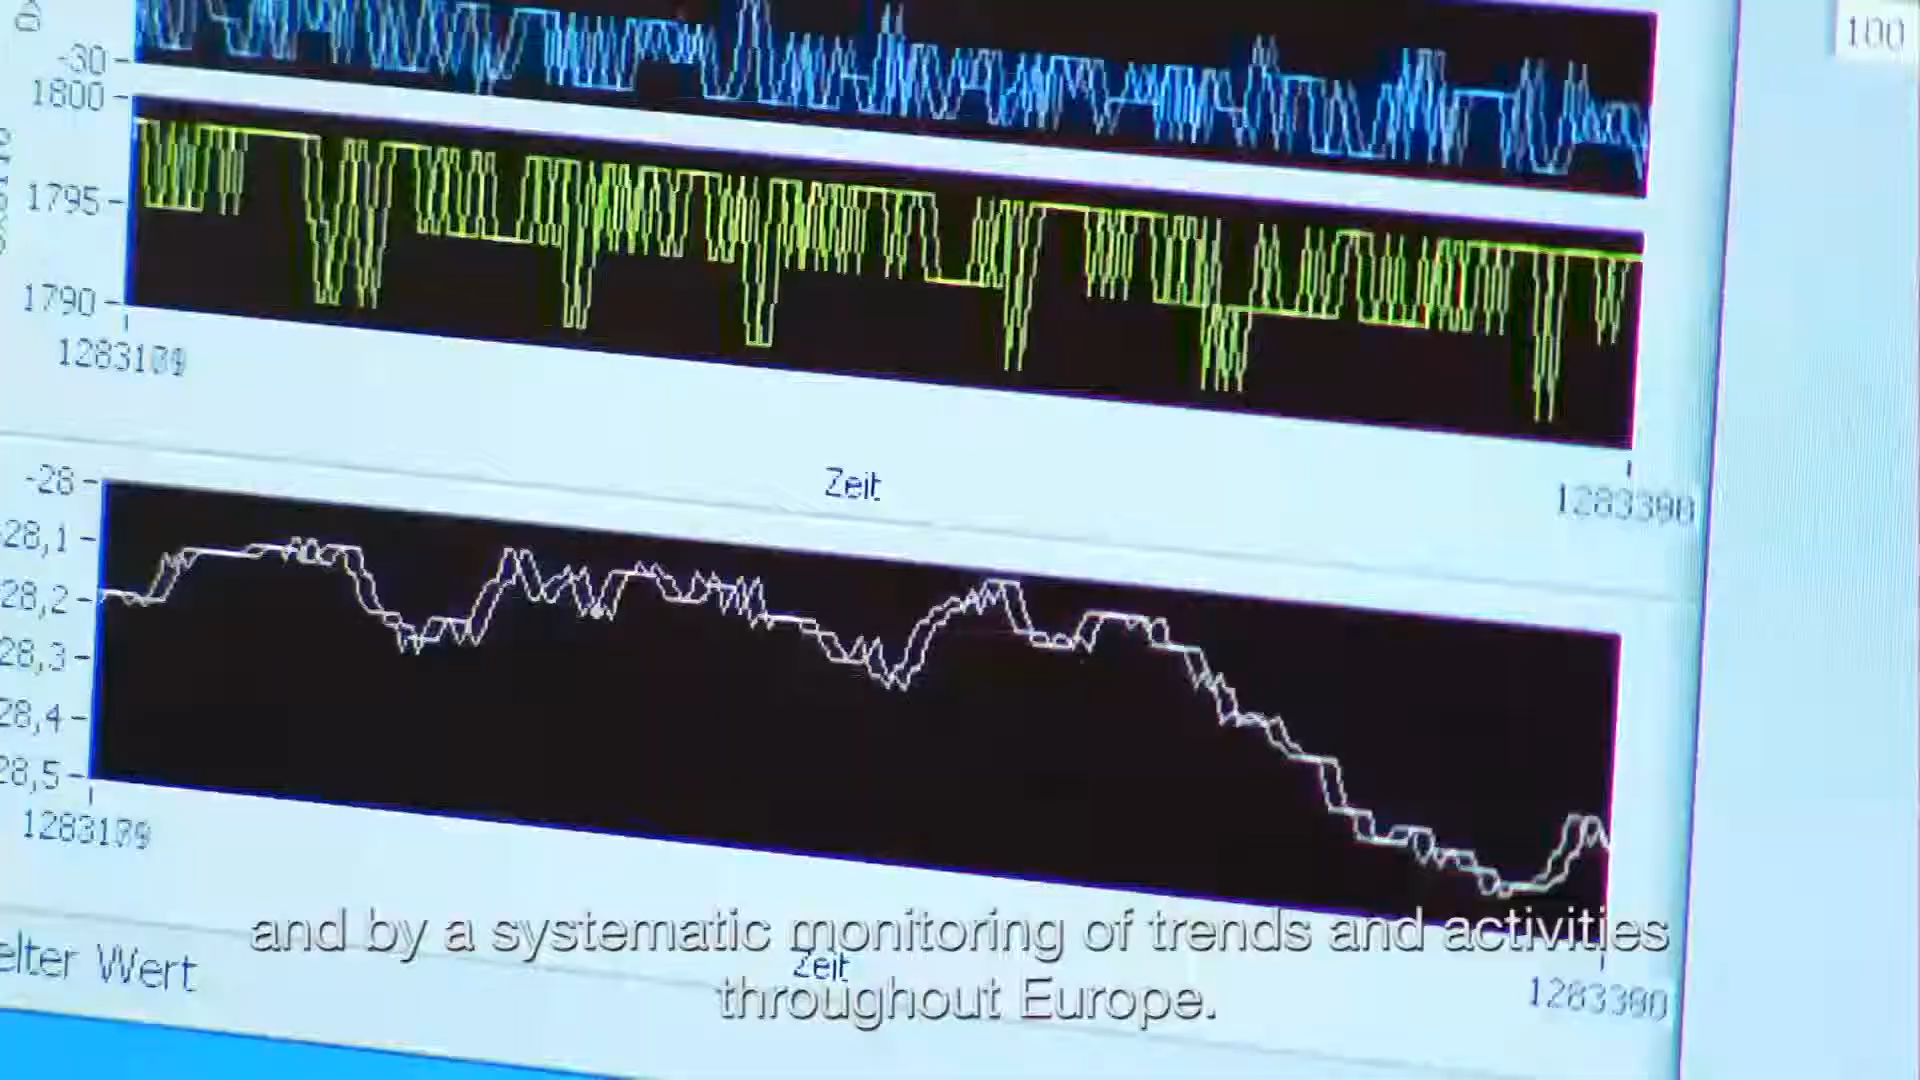 100
-30
1800
1795
1790
Zeit
-28
28,1
28,2
28,3
28,4
28,5
Zeit
elter Wert
and by a systematic monitoring of trends and activities
throughout Europe.